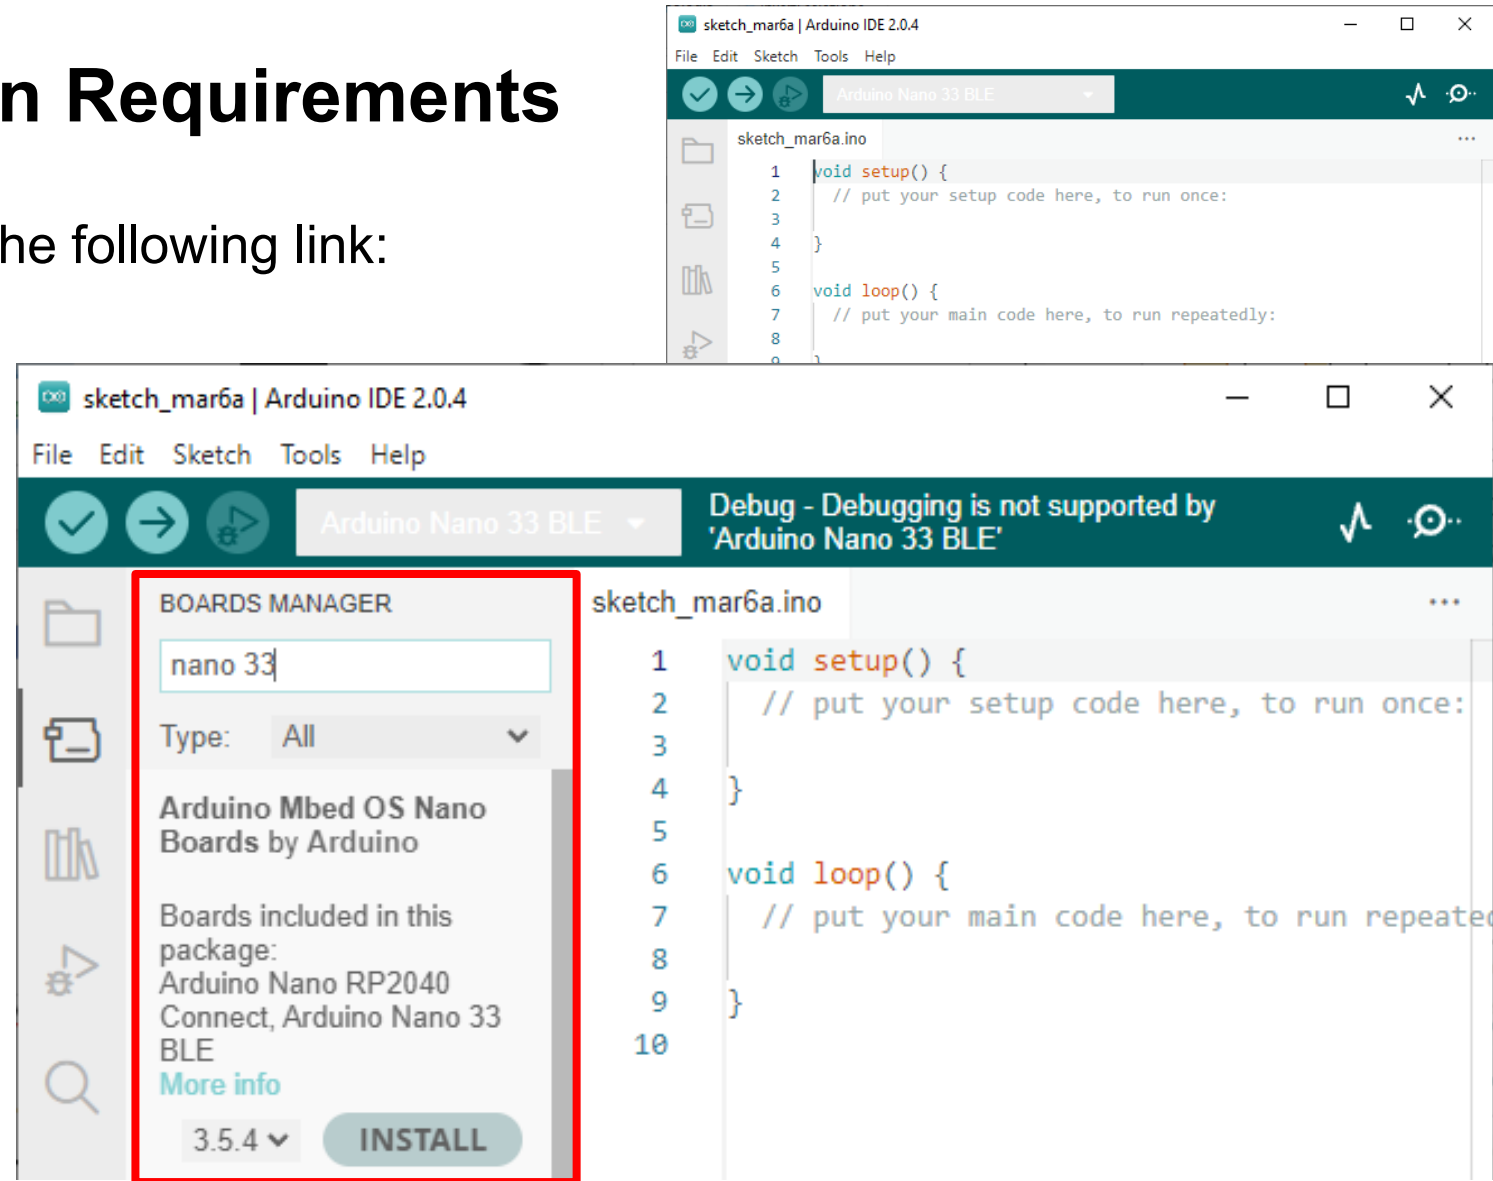 n Requirements
he following link:
sketch_mar6a | Arduino IDE 2.0.4
File Edit Sketch Tools Help
Arduino Nano 33 BLE
sketch_mar6a.ino
1 void setup() {
2 // put your setup code here, to run once:
3
4 }
5
6 void loop() {
7 // put your main code here, to run repeatedly:
8
9 }
sketch_mar6a | Arduino IDE 2.0.4
File Edit Sketch Tools Help
Arduino Nano 33 BLE
Debug - Debugging is not supported by
'Arduino Nano 33 BLE'
BOARDS MANAGER
nano 33
Type: All
Arduino Mbed OS Nano
Boards by Arduino
Boards included in this
package:
Arduino Nano RP2040
Connect, Arduino Nano 33
BLE
More info
3.5.4 INSTALL
sketch_mar6a.ino
1 void setup() {
2 // put your setup code here, to run once:
3
4 }
5
6 void loop() {
7 // put your main code here, to run repeated
8
9 }
10